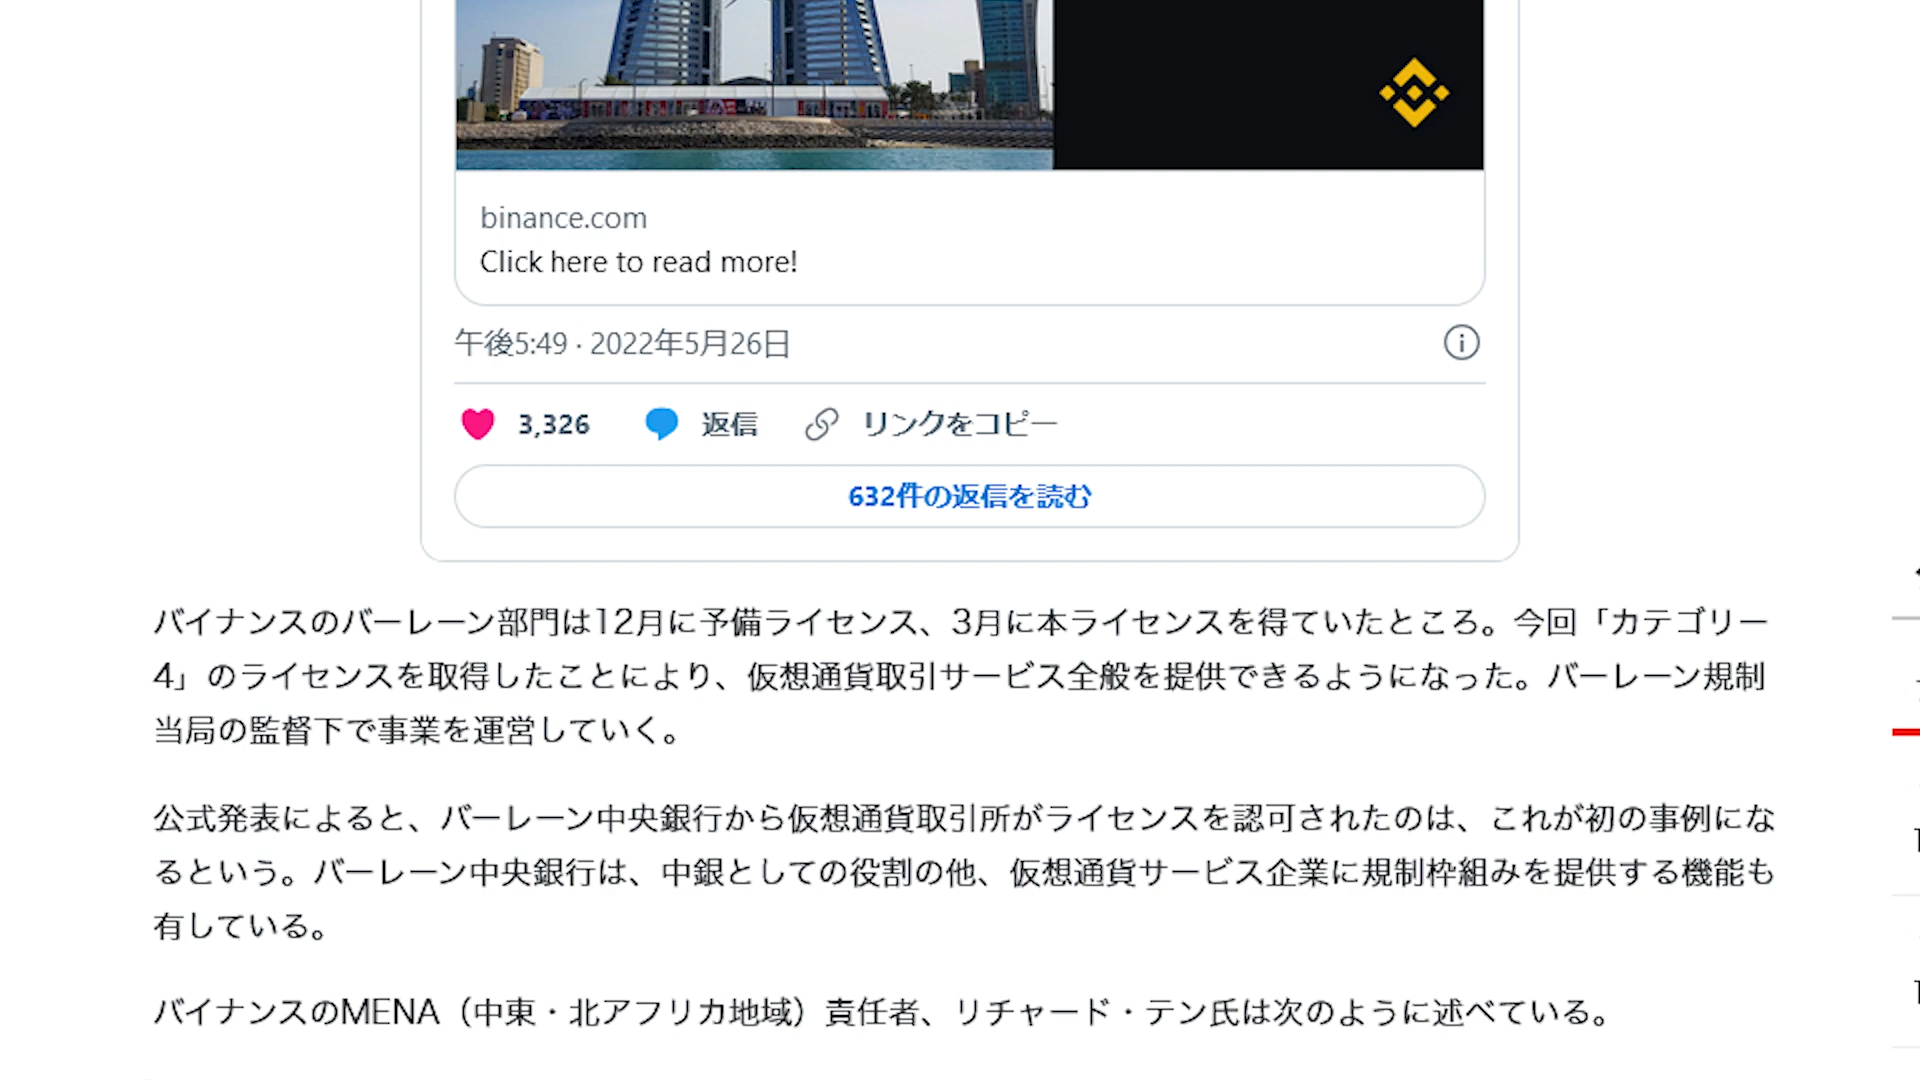 binance.com
Click here to read more!
午後5:49 · 2022年5月26日
3,326 返信 リンクをコピー
632件の返信を読む
バイナンスのバーレーン部門は12月に予備ライセンス、3月に本ライセンスを得ていたところ。今回「カテゴリー
4」のライセンスを取得したことにより、仮想通貨取引サービス全般を提供できるようになった。バーレーン規制
当局の監督下で事業を運営していく。
公式発表によると、バーレーン中央銀行から仮想通貨取引所がライセンスを認可されたのは、これが初の事例にな
るという。バーレーン中央銀行は、中銀としての役割の他、仮想通貨サービス企業に規制枠組みを提供する機能も
有している。
バイナンスのMENA（中東・北アフリカ地域）責任者、リチャード・テン氏は次のように述べている。